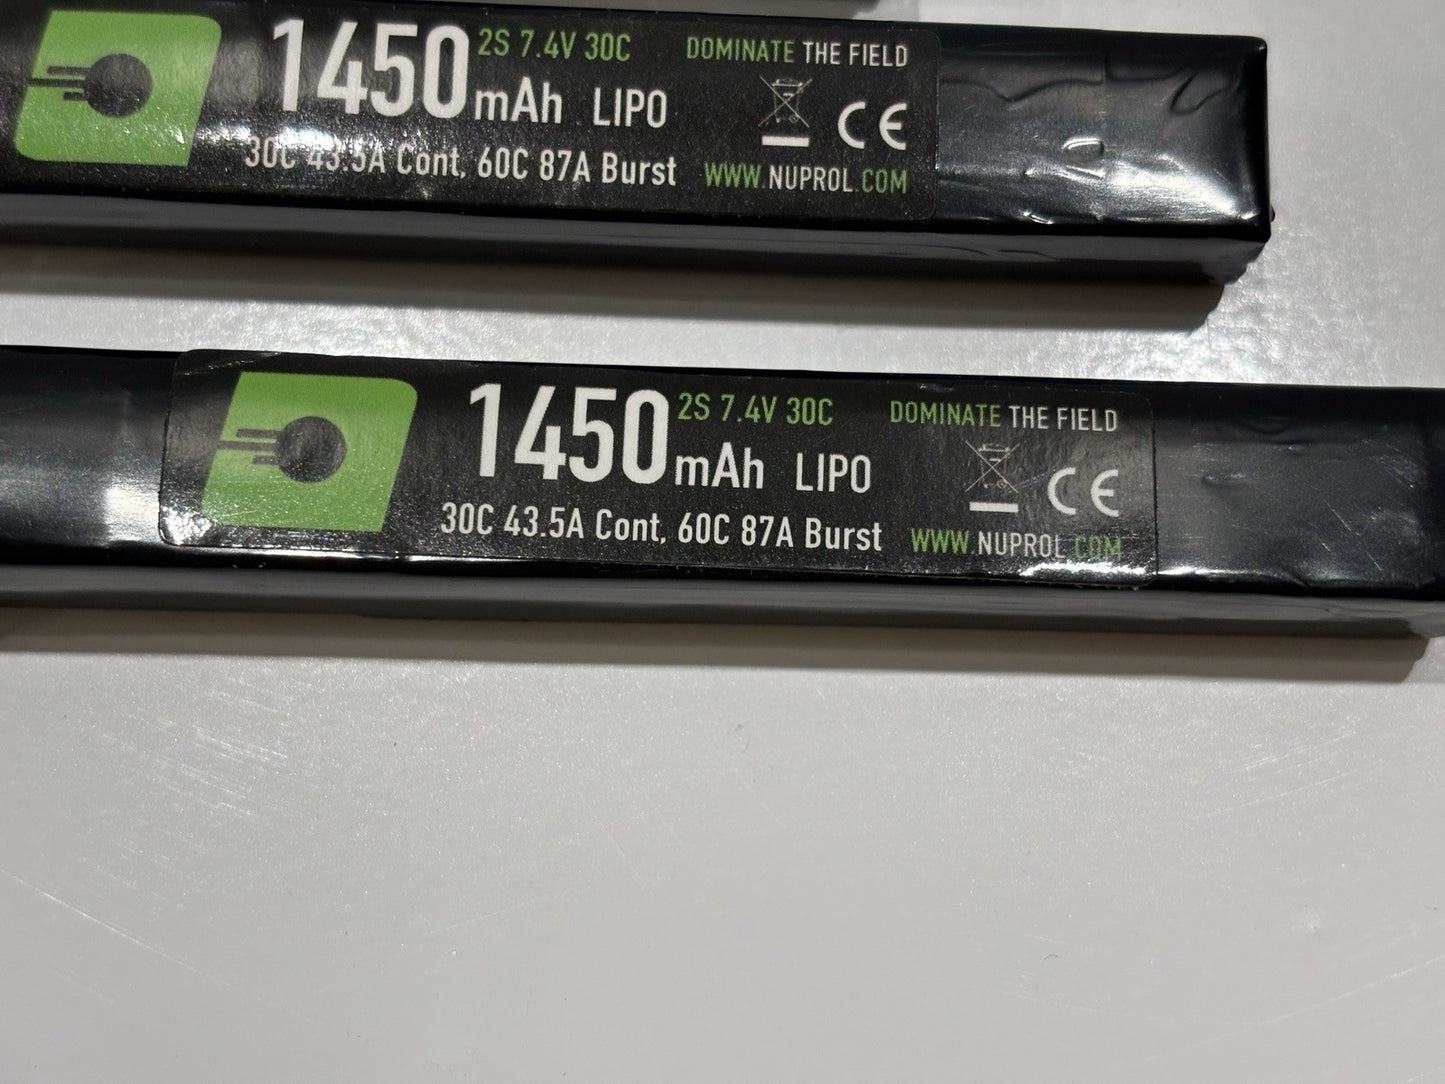 1450 mAh 2S 7.4V 30C LIPO
30C 43.5A Cont, 60C 87A Burst
DOMINATE THE FIELD
CE
WWW.NUPROL.COM
1450 mAh 2S 7.4V 30C LIPO
30C 43.5A Cont, 60C 87A Burst
DOMINATE THE FIELD
CE
WWW.NUPROL.COM